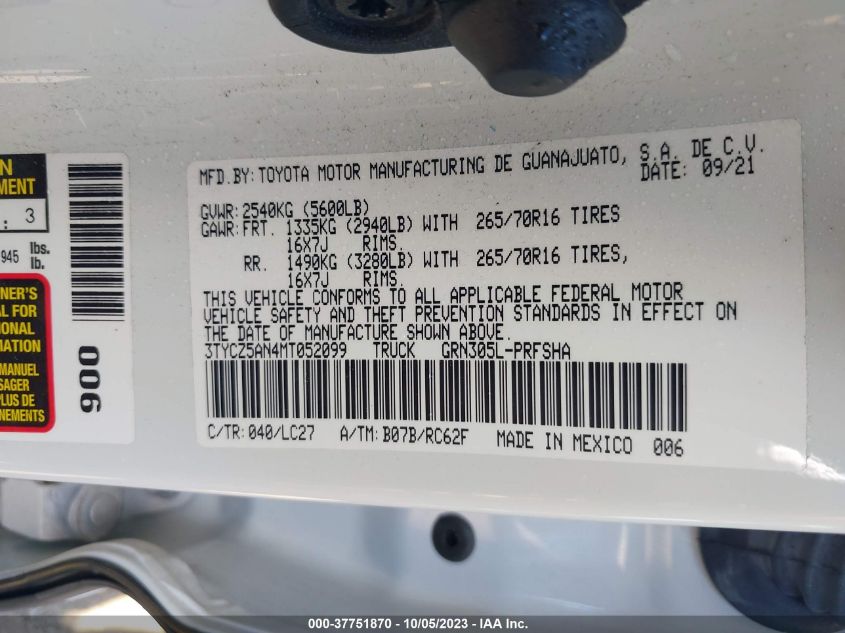 N
MENT
. 3
945 lbs.
lb.
NER'S
AL FOR
IONAL
MATION
MANUEL
SAGER
PLUS DE
NEMENTS
006
MFD.BY:TOYOTA MOTOR MANUFACTURING DE GUANAJUATO, S.A. DE C.V.
DATE: 09/21
GVWR:2540KG (5600LB)
GAWR:FRT. 1335KG (2940LB) WITH 265/70R16 TIRES
16X7J RIMS.
RR. 1490KG (3280LB) WITH 265/70R16 TIRES,
16X7J RIMS.
THIS VEHICLE CONFORMS TO ALL APPLICABLE FEDERAL MOTOR
VEHICLE SAFETY AND THEFT PREVENTION STANDARDS IN EFFECT ON
THE DATE OF MANUFACTURE SHOWN ABOVE.
3TYCZ5AN4MT052099 TRUCK GRN305L-PRFSHA
C/TR:040/LC27 A/TM:B07B/RC62F MADE IN MEXICO 006
000-37751870 - 10/05/2023 - IAA Inc.